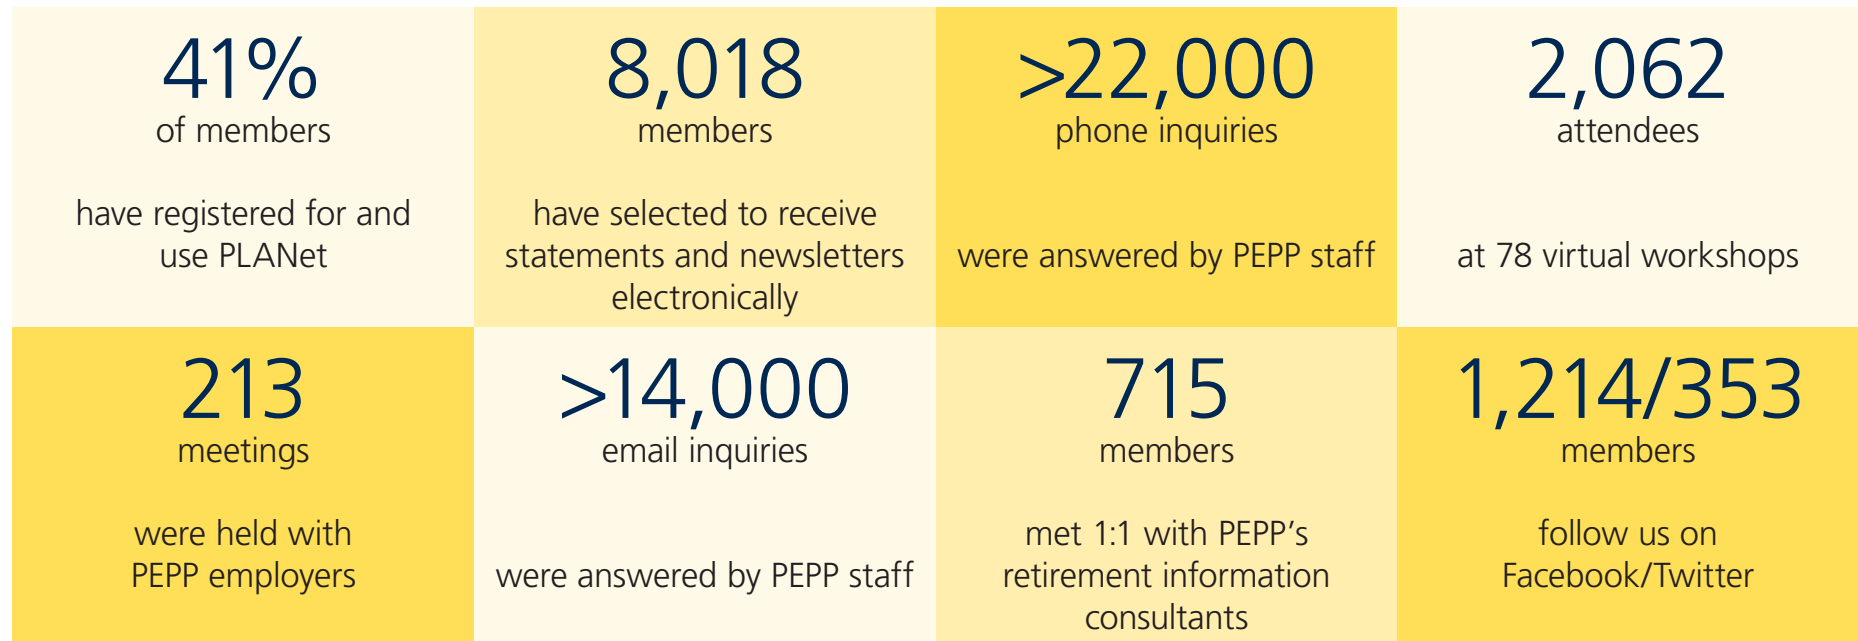 41%
of members
have registered for and
use PLANet
8,018
members
have selected to receive
statements and newsletters
electronically
>22,000
phone inquiries
were answered by PEPP staff
2,062
attendees
at 78 virtual workshops
213
meetings
were held with
PEPP employers
>14,000
email inquiries
were answered by PEPP staff
715
members
met 1:1 with PEPP’s
retirement information
consultants
1,214/353
members
follow us on
Facebook/Twitter